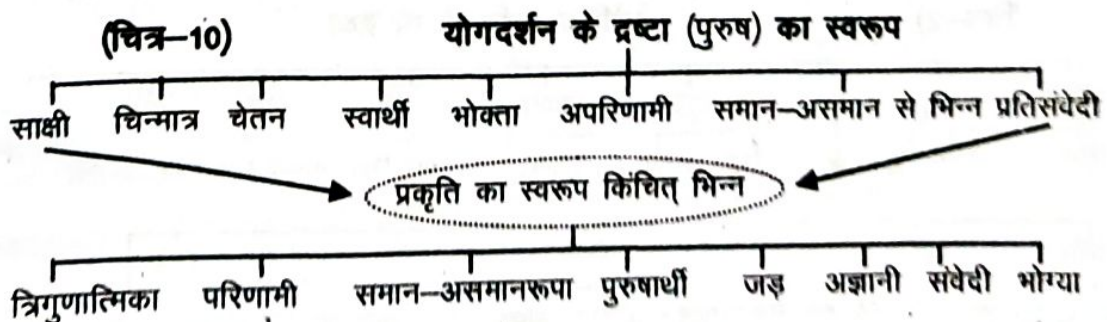 (चित्र–10) योगदर्शन के द्रष्टा (पुरुष) का स्वरूप
साक्षी चिन्मात्र चेतन स्वार्थी भोक्ता अपरिणामी समान–असमान से भिन्न प्रतिसंवेदी
प्रकृति का स्वरूप किंचित् भिन्न
त्रिगुणात्मिका परिणामी समान–असमानरूपा पुरुषार्थी जड़ अज्ञानी संवेदी भोग्या